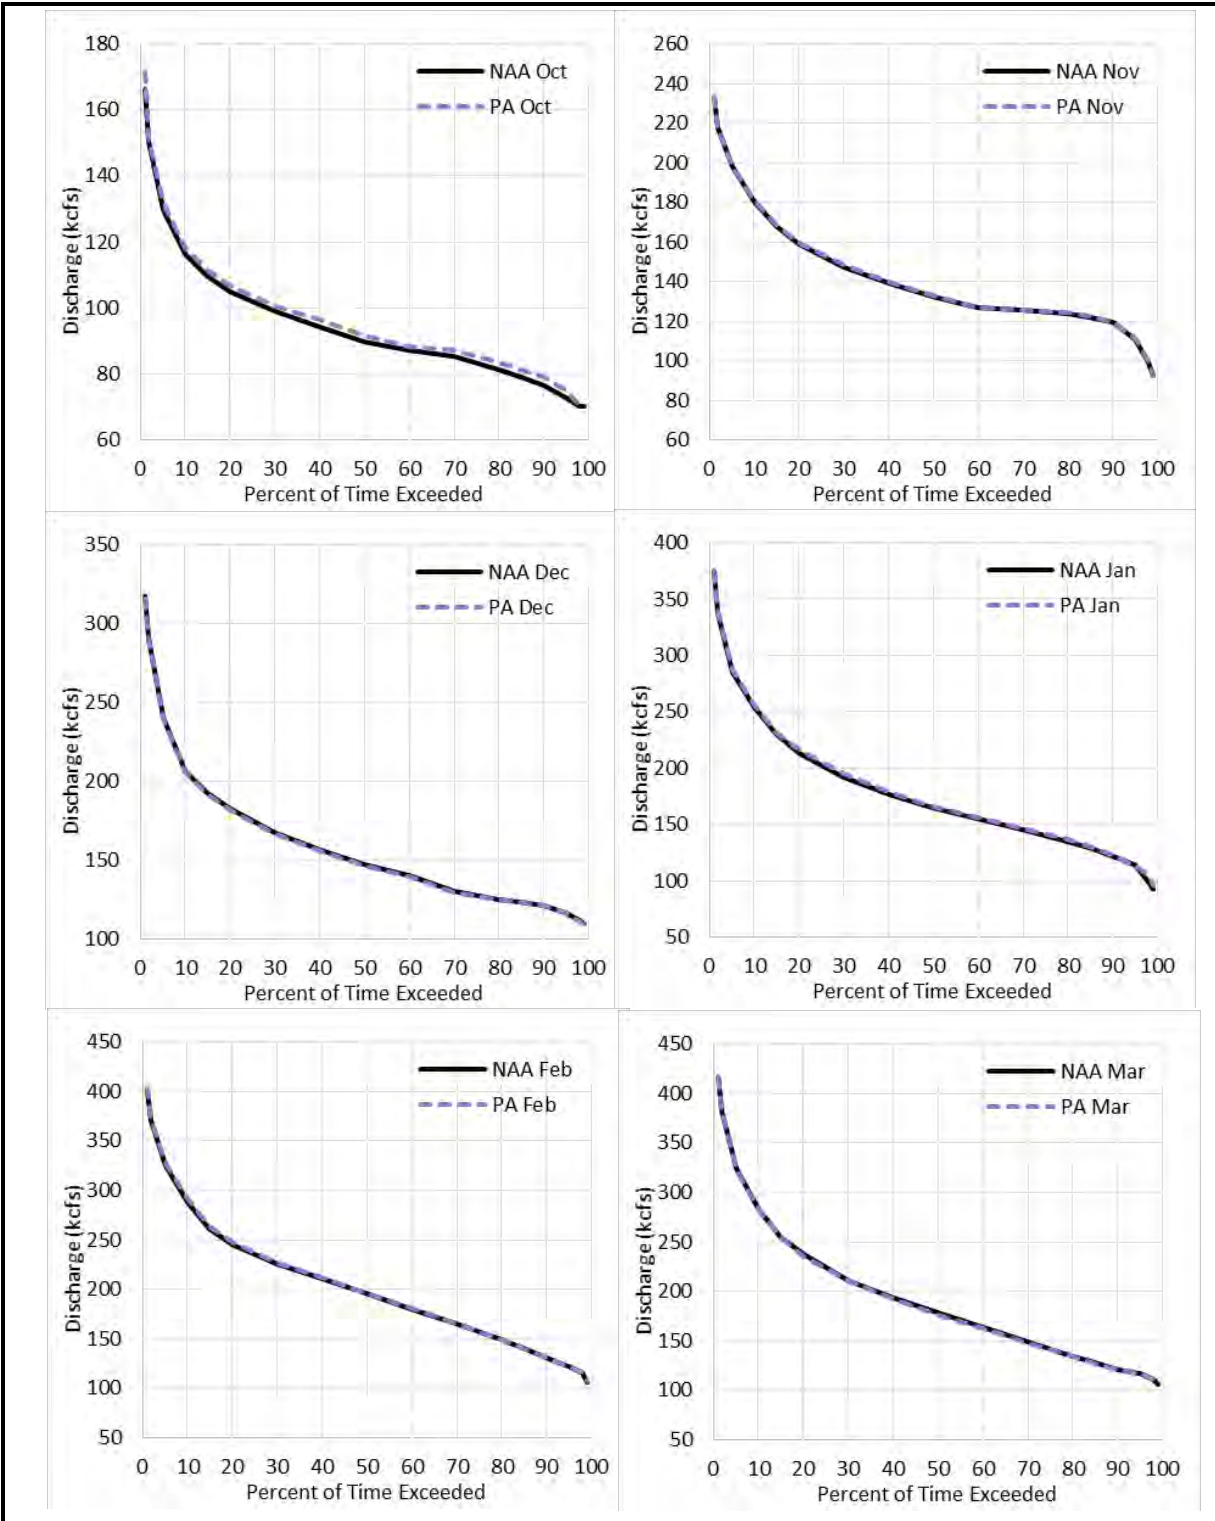 180
160
140
120
100
80
60
Discharge (kcfs)
NAA Oct
PA Oct
0 10 20 30 40 50 60 70 80 90 100
Percent of Time Exceeded
260
240
220
200
180
160
140
120
100
80
60
Discharge (kcfs)
NAA Nov
PA Nov
0 10 20 30 40 50 60 70 80 90 100
Percent of Time Exceeded
350
300
250
200
150
100
Discharge (kcfs)
NAA Dec
PA Dec
0 10 20 30 40 50 60 70 80 90 100
Percent of Time Exceeded
400
350
300
250
200
150
100
50
Discharge (kcfs)
NAA Jan
PA Jan
0 10 20 30 40 50 60 70 80 90 100
Percent of Time Exceeded
450
400
350
300
250
200
150
100
50
Discharge (kcfs)
NAA Feb
PA Feb
0 10 20 30 40 50 60 70 80 90 100
Percent of Time Exceeded
450
400
350
300
250
200
150
100
50
Discharge (kcfs)
NAA Mar
PA Mar
0 10 20 30 40 50 60 70 80 90 100
Percent of Time Exceeded